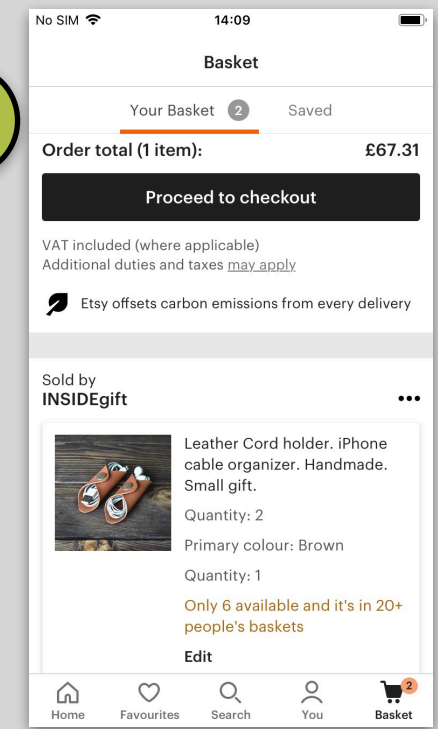 No SIM 14:09
Basket
Your Basket 2 Saved
Order total (1 item): £67.31
Proceed to checkout
VAT included (where applicable)
Additional duties and taxes may apply
Etsy offsets carbon emissions from every delivery
Sold by
INSIDEgift
Leather Cord holder. iPhone
cable organizer. Handmade.
Small gift.
Quantity: 2
Primary colour: Brown
Quantity: 1
Only 6 available and it's in 20+
people's baskets
Edit
2
Home Favourites Search You Basket